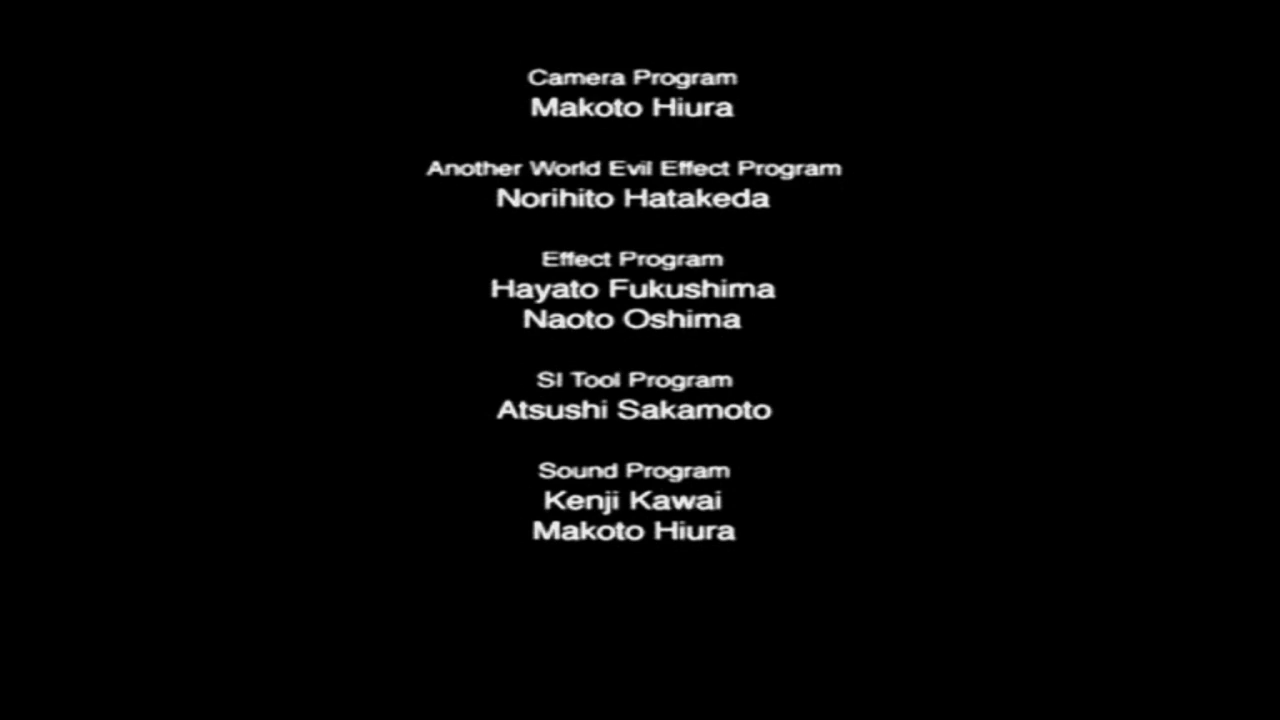 Camera Program
Makoto Hiura
Another World Evil Effect Program
Norihito Hatakeda
Effect Program
Hayato Fukushima
Naoto Oshima
SI Tool Program
Atsushi Sakamoto
Sound Program
Kenji Kawai
Makoto Hiura